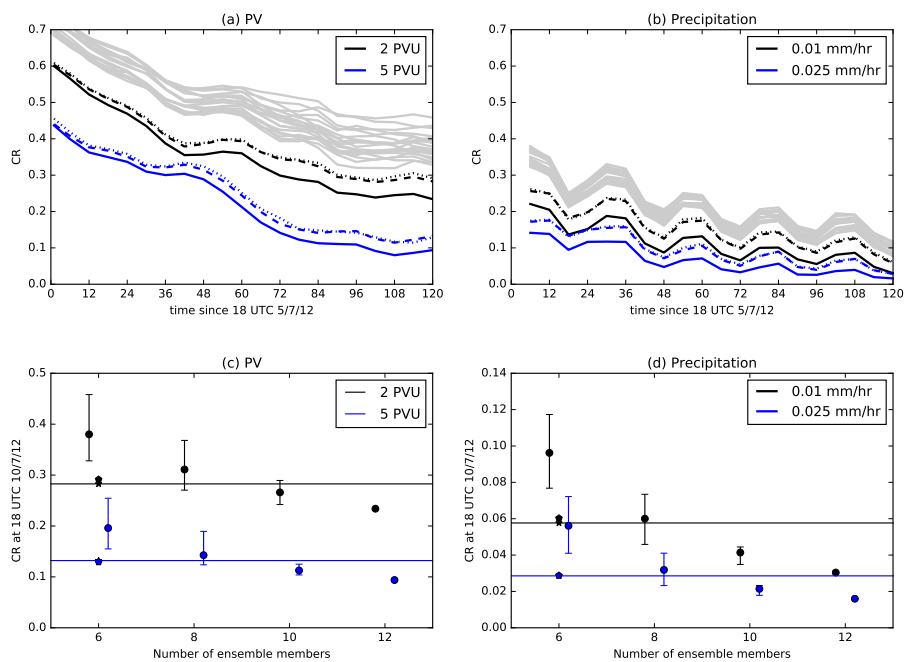 (a) PV
0.7
0.6
0.5
0.4
0.3
0.2
0.1
0.0
CR
2 PVU
5 PVU
0 12 24 36 48 60 72 84 96 108 120
time since 18 UTC 5/7/12
(b) Precipitation
0.7
0.6
0.5
0.4
0.3
0.2
0.1
0.0
CR
0.01 mm/hr
0.025 mm/hr
0 12 24 36 48 60 72 84 96 108 120
time since 18 UTC 5/7/12
(c) PV
0.5
0.4
0.3
0.2
0.1
0.0
CR at 18 UTC 10/7/12
2 PVU
5 PVU
6 8 10 12
Number of ensemble members
(d) Precipitation
0.14
0.12
0.10
0.08
0.06
0.04
0.02
0.00
CR at 18 UTC 10/7/12
0.01 mm/hr
0.025 mm/hr
6 8 10 12
Number of ensemble members